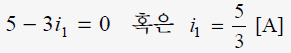 5 − 3i₁ = 0 혹은 i₁ = 5/3 [A]